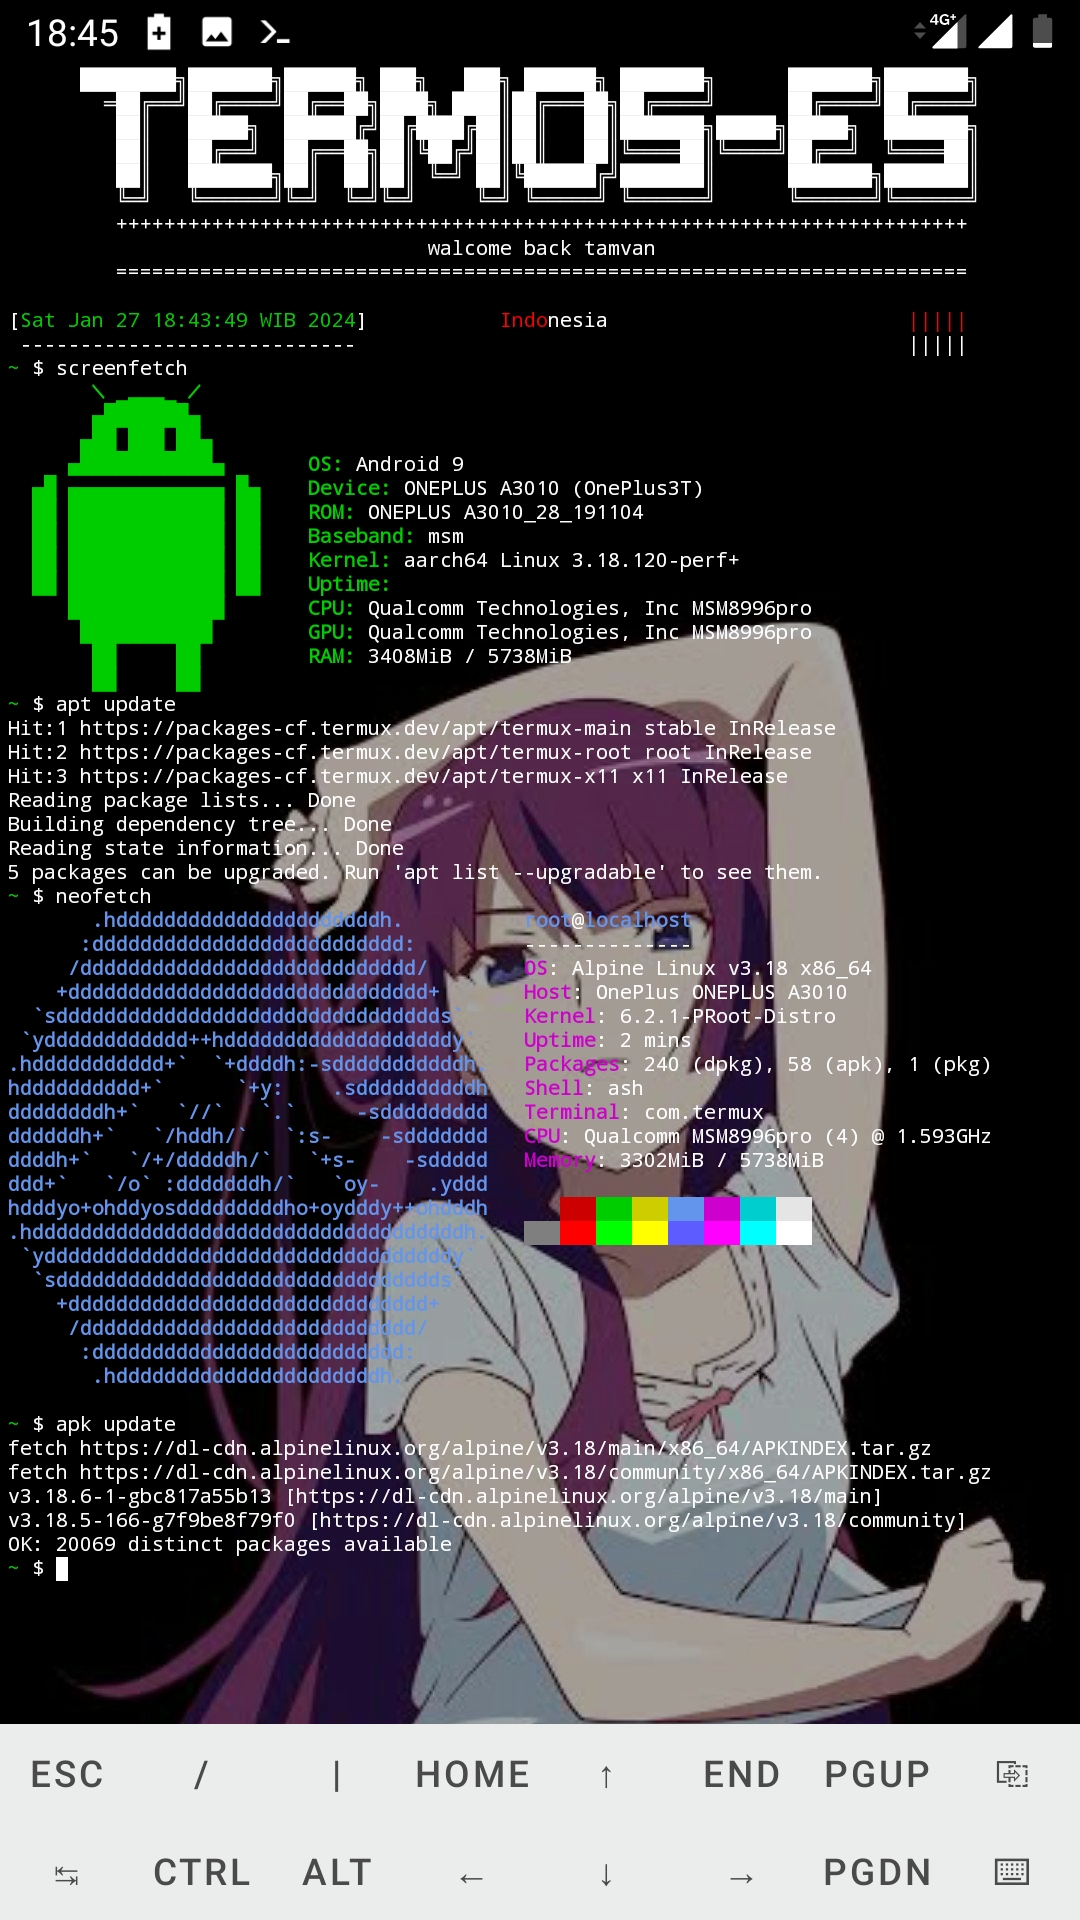 18:45 4G+
TERMOS-ES
++++++++++++++++++++++++++++++++++++++++++++++++++++++++++++++++++++++++
walcome back tamvan
========================================================================
[Sat Jan 27 18:43:49 WIB 2024] Indonesia |||||
---------------------------- |||||
~ $ screenfetch
OS: Android 9
Device: ONEPLUS A3010 (OnePlus3T)
ROM: ONEPLUS A3010_28_191104
Baseband: msm
Kernel: aarch64 Linux 3.18.120-perf+
Uptime:
CPU: Qualcomm Technologies, Inc MSM8996pro
GPU: Qualcomm Technologies, Inc MSM8996pro
RAM: 3408MiB / 5738MiB
~ $ apt update
Hit:1 https://packages-cf.termux.dev/apt/termux-main stable InRelease
Hit:2 https://packages-cf.termux.dev/apt/termux-root root InRelease
Hit:3 https://packages-cf.termux.dev/apt/termux-x11 x11 InRelease
Reading package lists... Done
Building dependency tree... Done
Reading state information... Done
5 packages can be upgraded. Run 'apt list --upgradable' to see them.
~ $ neofetch
root@localhost
--------------
OS: Alpine Linux v3.18 x86_64
Host: OnePlus ONEPLUS A3010
Kernel: 6.2.1-PRoot-Distro
Uptime: 2 mins
Packages: 240 (dpkg), 58 (apk), 1 (pkg)
Shell: ash
Terminal: com.termux
CPU: Qualcomm MSM8996pro (4) @ 1.593GHz
Memory: 3302MiB / 5738MiB
~ $ apk update
fetch https://dl-cdn.alpinelinux.org/alpine/v3.18/main/x86_64/APKINDEX.tar.gz
fetch https://dl-cdn.alpinelinux.org/alpine/v3.18/community/x86_64/APKINDEX.tar.gz
v3.18.6-1-gbc817a55b13 [https://dl-cdn.alpinelinux.org/alpine/v3.18/main]
v3.18.5-166-g7f9be8f79f0 [https://dl-cdn.alpinelinux.org/alpine/v3.18/community]
OK: 20069 distinct packages available
~ $
ESC / | HOME ↑ END PGUP
↹ CTRL ALT ← ↓ → PGDN